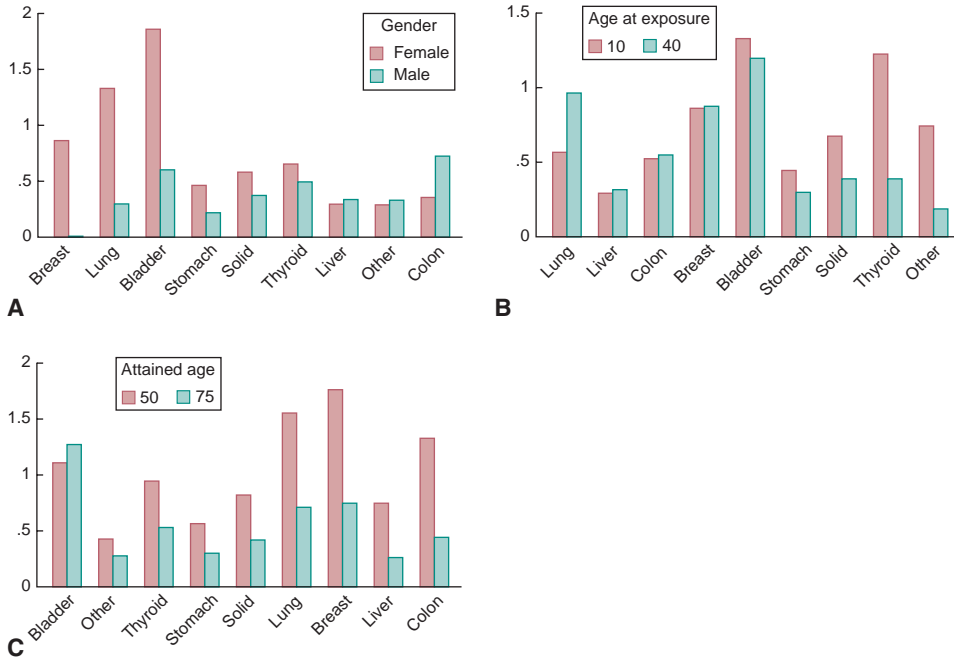 A
Gender
Female
Male
2
1.5
1
.5
0
Breast
Lung
Bladder
Stomach
Solid
Thyroid
Liver
Other
Colon
B
Age at exposure
10 40
1.5
1
.5
0
Lung
Liver
Colon
Breast
Bladder
Stomach
Solid
Thyroid
Other
C
Attained age
50 75
2
1.5
1
.5
0
Bladder
Other
Thyroid
Stomach
Solid
Lung
Breast
Liver
Colon